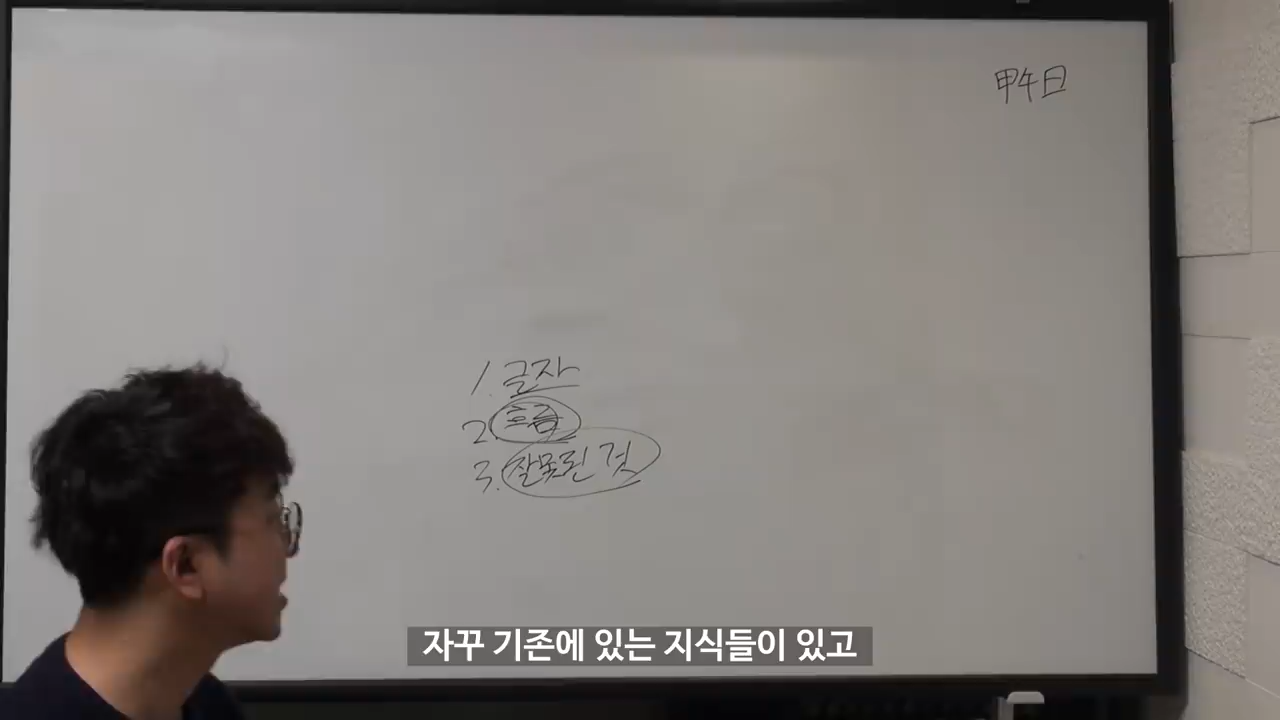 甲午日
1. 글자
2. 흐름
3. 잘못된 것
자꾸 기존에 있는 지식들이 있고